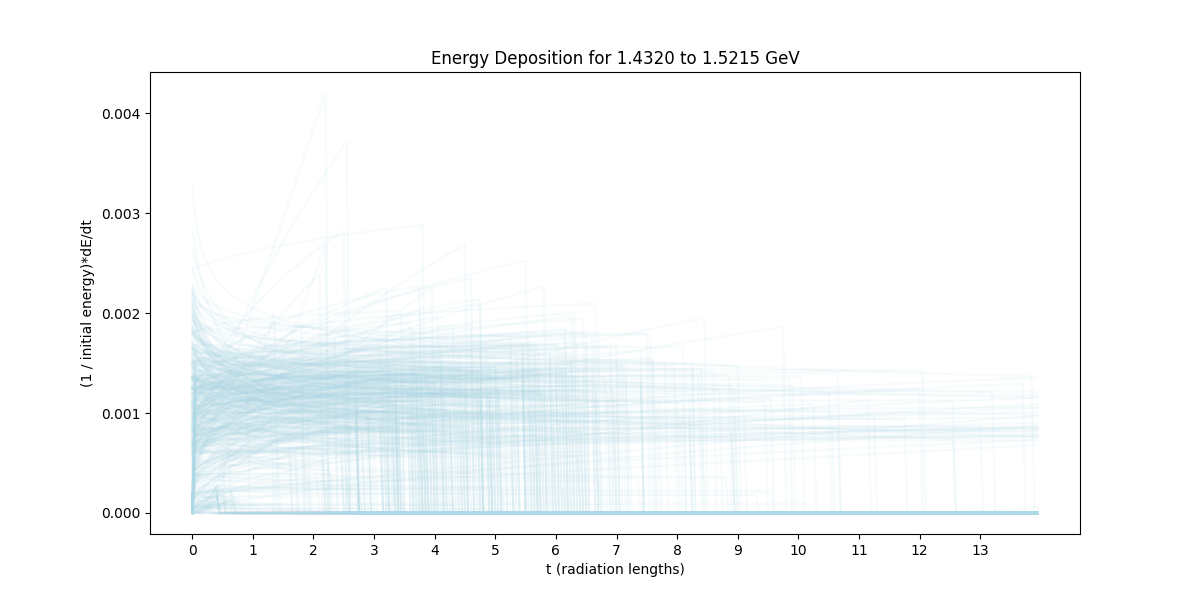 Energy Deposition for 1.4320 to 1.5215 GeV
0.004
0.003
0.002
0.001
0.000
(1 / initial energy)*dE/dt
0 1 2 3 4 5 6 7 8 9 10 11 12 13
t (radiation lengths)